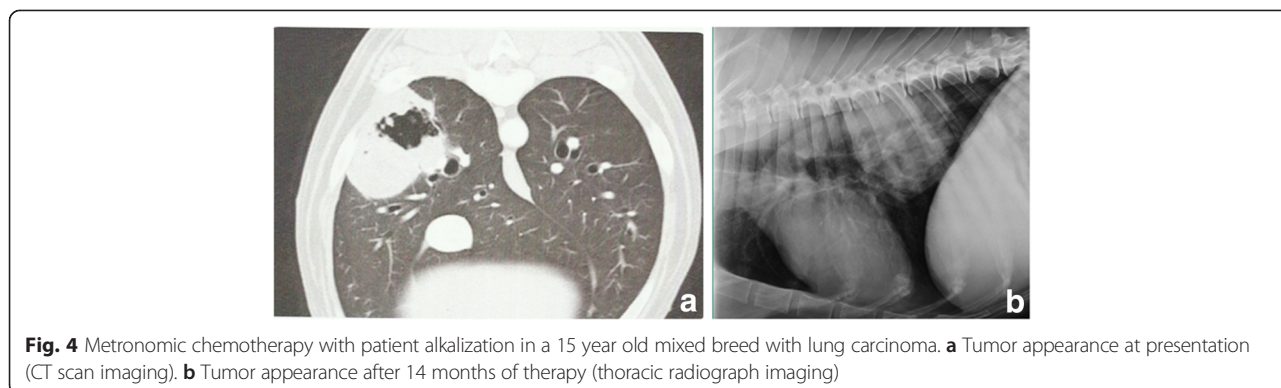 a
b
Fig. 4 Metronomic chemotherapy with patient alkalization in a 15 year old mixed breed with lung carcinoma. a Tumor appearance at presentation
(CT scan imaging). b Tumor appearance after 14 months of therapy (thoracic radiograph imaging)